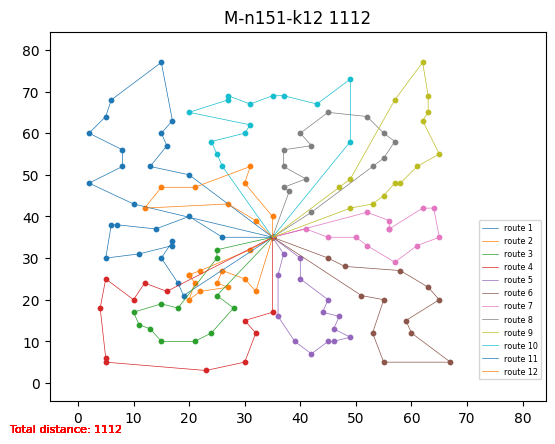 M-n151-k12 1112
80
70
60
50
40
30
20
10
0
route 1
route 2
route 3
route 4
route 5
route 6
route 7
route 8
route 9
route 10
route 11
route 12
0 10 20 30 40 50 60 70 80
Total distance: 1112